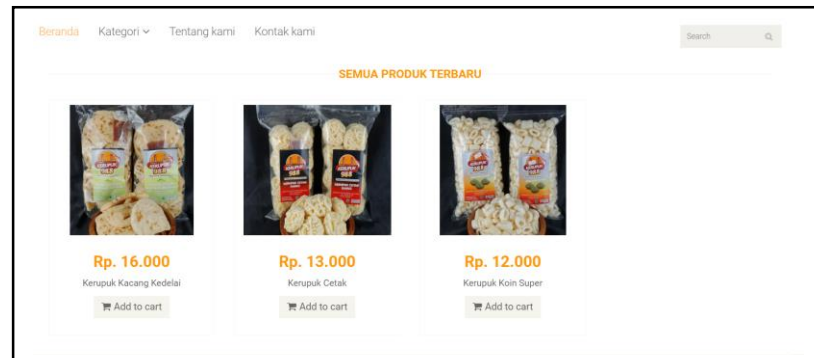 Beranda Kategori Tentang kami Kontak kami Search
SEMUA PRODUK TERBARU
Rp. 16.000 Rp. 13.000 Rp. 12.000
Kerupuk Kacang Kedelai Kerupuk Cetak Kerupuk Koin Super
Add to cart Add to cart Add to cart